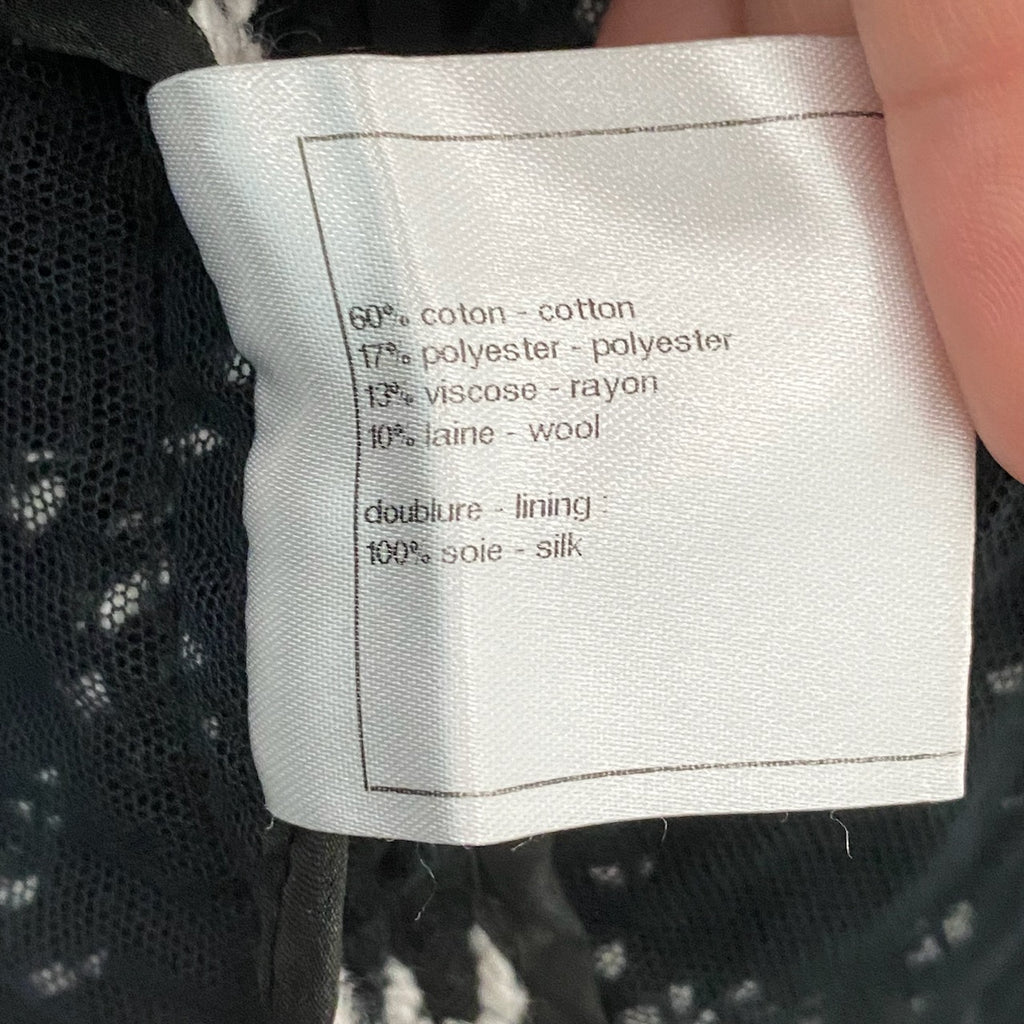 60% coton - cotton
17% polyester - polyester
13% viscose - rayon
10% laine - wool
doublure - lining :
100% soie - silk